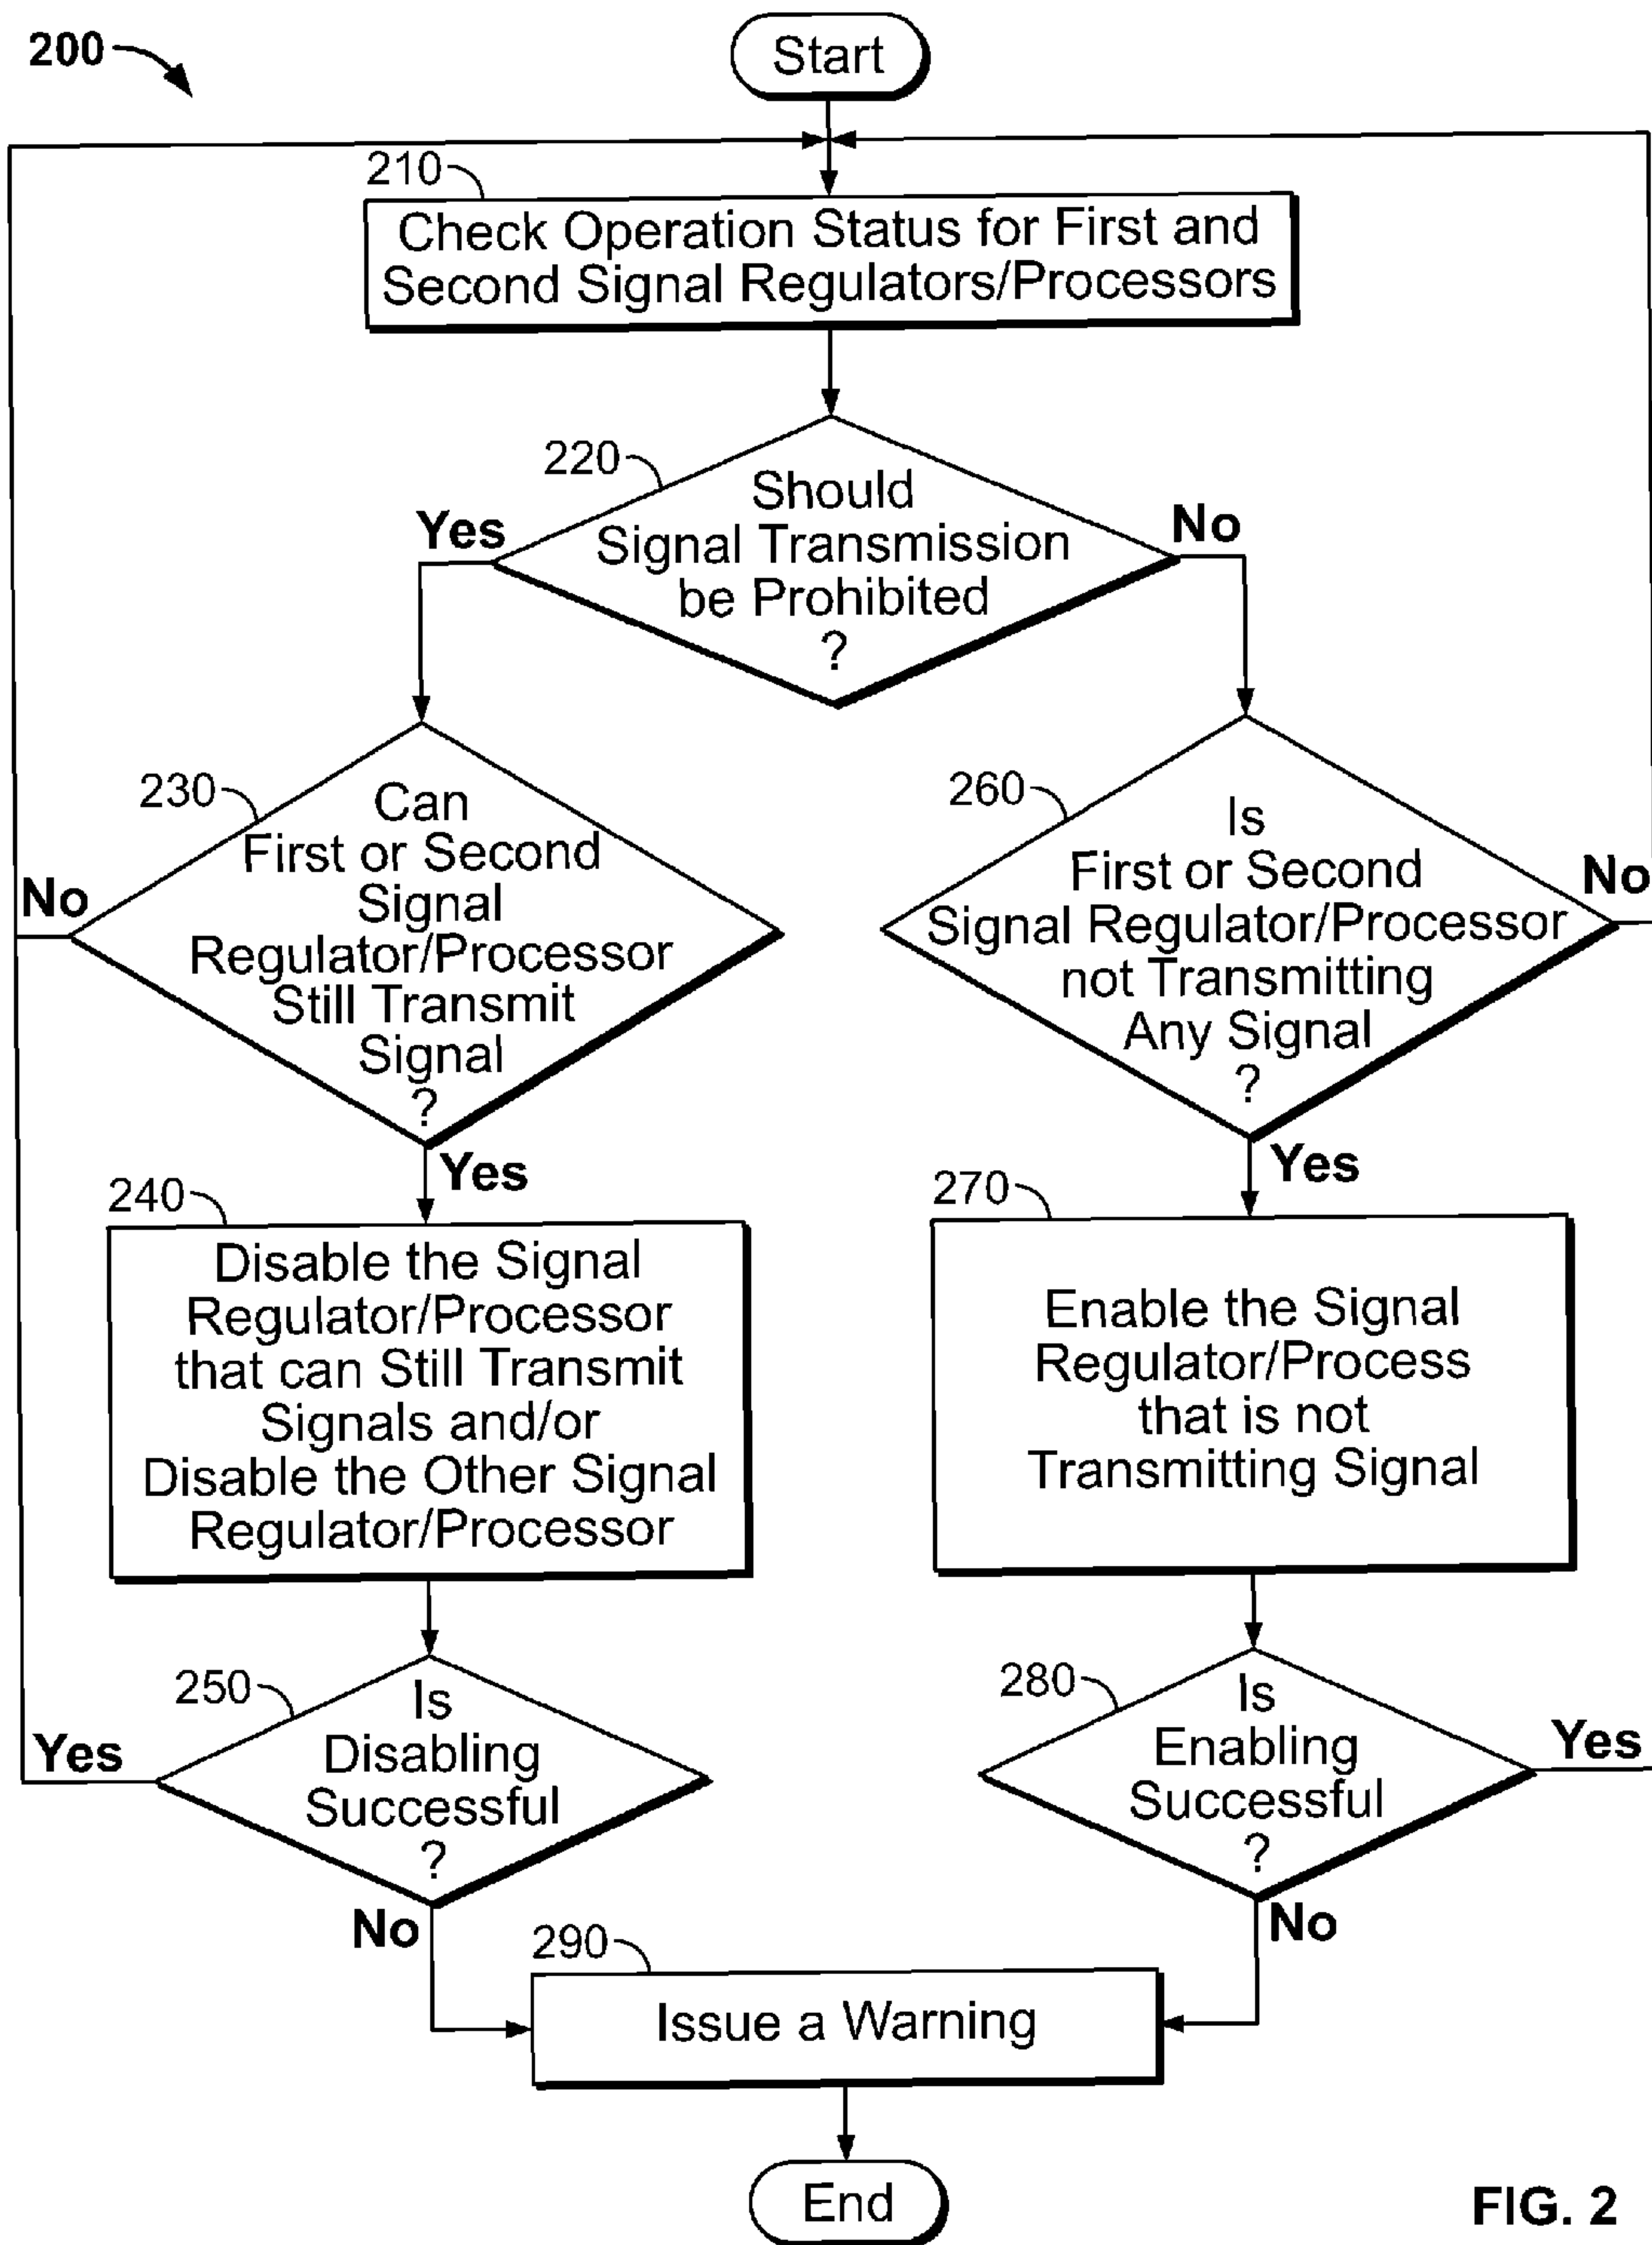 200
Start
210
Check Operation Status for First and
Second Signal Regulators/Processors
220
Should
Signal Transmission
be Prohibited
?
Yes
No
230
Can
First or Second
Signal
Regulator/Processor
Still Transmit
Signal
?
No
Yes
260
Is
First or Second
Signal Regulator/Processor
not Transmitting
Any Signal
?
No
Yes
240
Disable the Signal
Regulator/Processor
that can Still Transmit
Signals and/or
Disable the Other Signal
Regulator/Processor
270
Enable the Signal
Regulator/Process
that is not
Transmitting Signal
250
Is
Disabling
Successful
?
Yes
No
280
Is
Enabling
Successful
?
Yes
No
290
Issue a Warning
End
FIG. 2